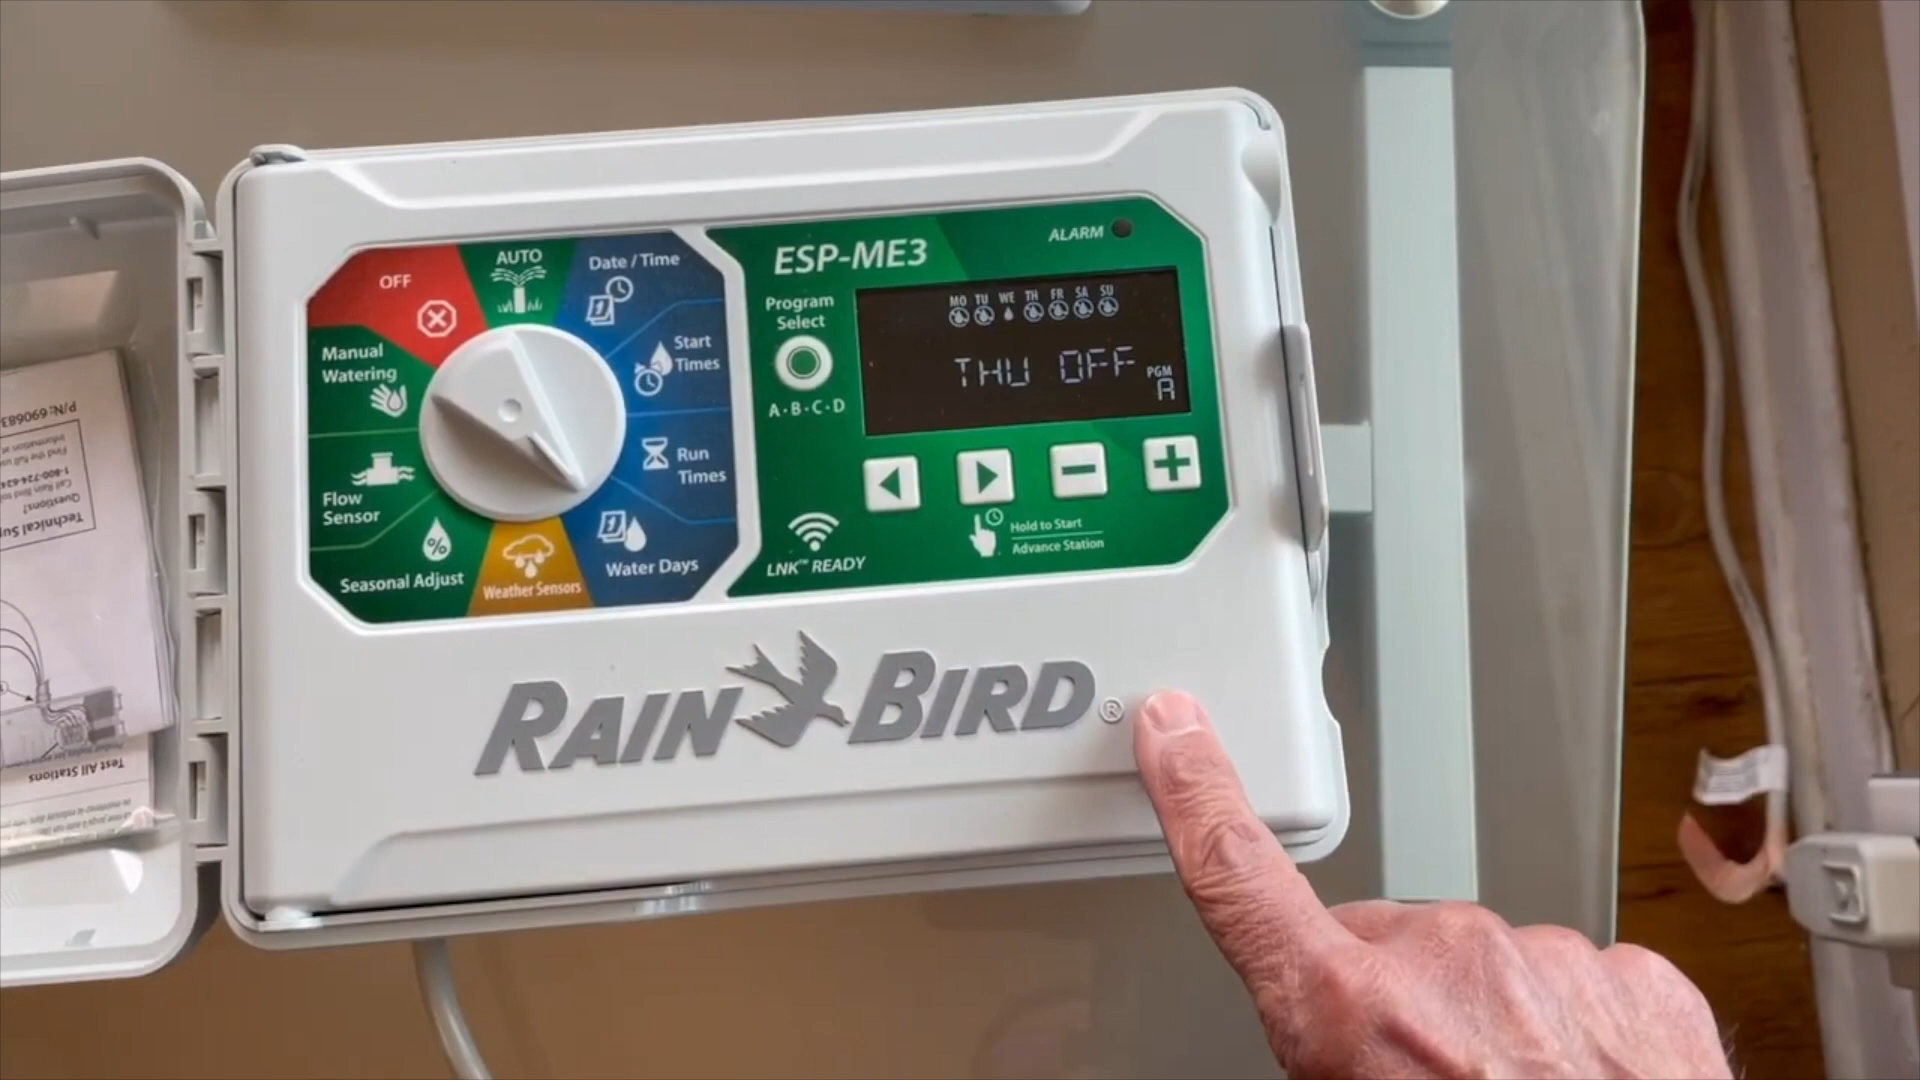 ESP-ME3
ALARM
OFF
AUTO
Date / Time
Manual
Watering
Start
Times
Flow
Sensor
Run
Times
Seasonal Adjust
Weather Sensors
Water Days
Program
Select
A•B•C•D
MO TU WE TH FR SA SU
THU OFF
PGM
A
Hold to Start
Advance Station
LNK™ READY
RAIN BIRD®
Technical Sup
Questions?
Test All Stations